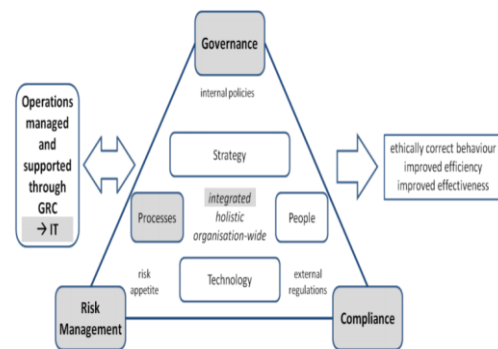 Governance
internal policies
Operations
managed
and
supported
through
GRC
→ IT
Strategy
ethically correct behaviour
improved efficiency
improved effectiveness
Processes
integrated
holistic
organisation-wide
People
risk
appetite
Technology
external
regulations
Risk
Management
Compliance